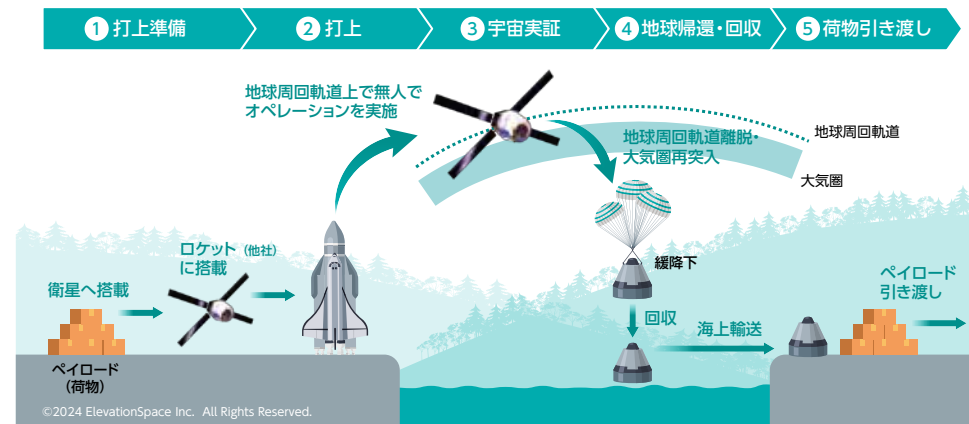 1 打上準備
2 打上
3 宇宙実証
4 地球帰還・回収
5 荷物引き渡し
地球周回軌道上で無人で
オペレーションを実施
地球周回軌道離脱・
大気圏再突入
地球周回軌道
大気圏
ロケット（他社）
に搭載
衛星へ搭載
緩降下
回収
海上輸送
ペイロード
引き渡し
ペイロード
（荷物）
©2024 ElevationSpace Inc. All Rights Reserved.